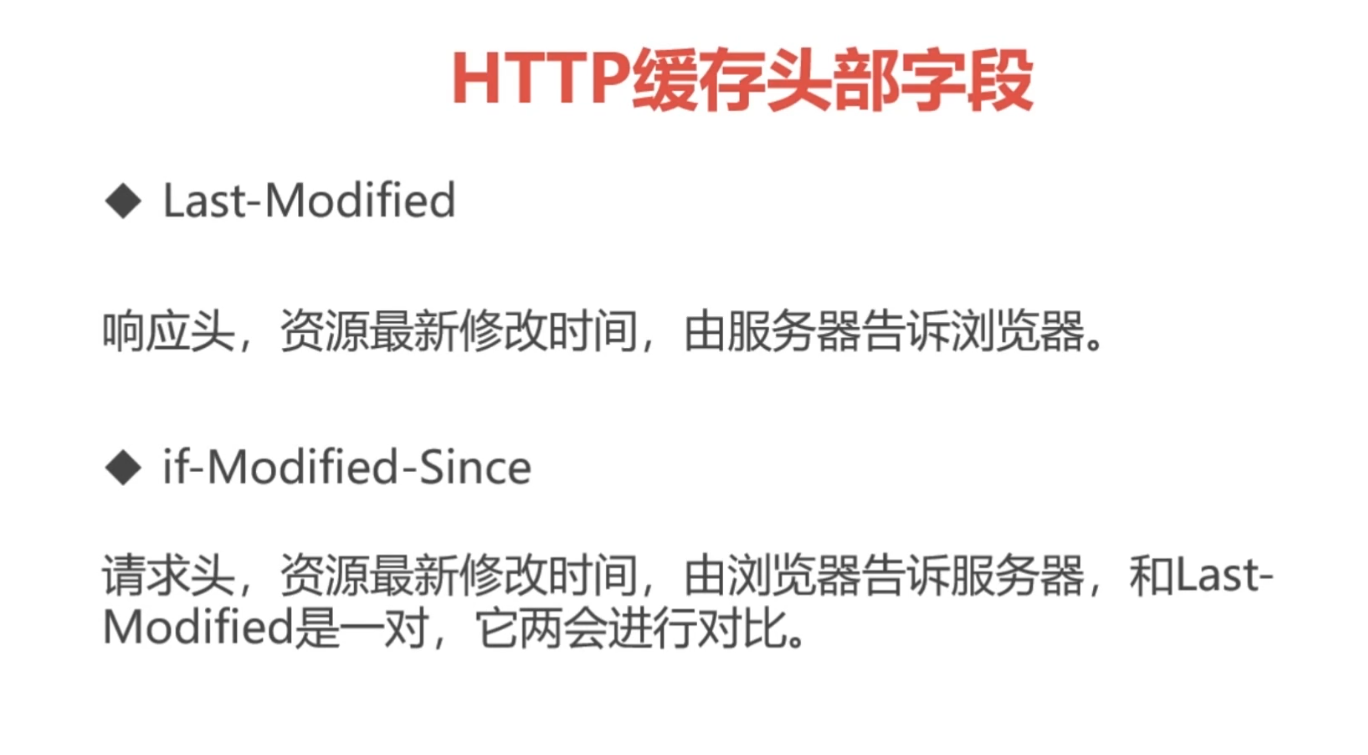 HTTP缓存头部字段
◆ Last-Modified
响应头，资源最新修改时间，由服务器告诉浏览器。
◆ if-Modified-Since
请求头，资源最新修改时间，由浏览器告诉服务器，和Last-
Modified是一对，它两会进行对比。